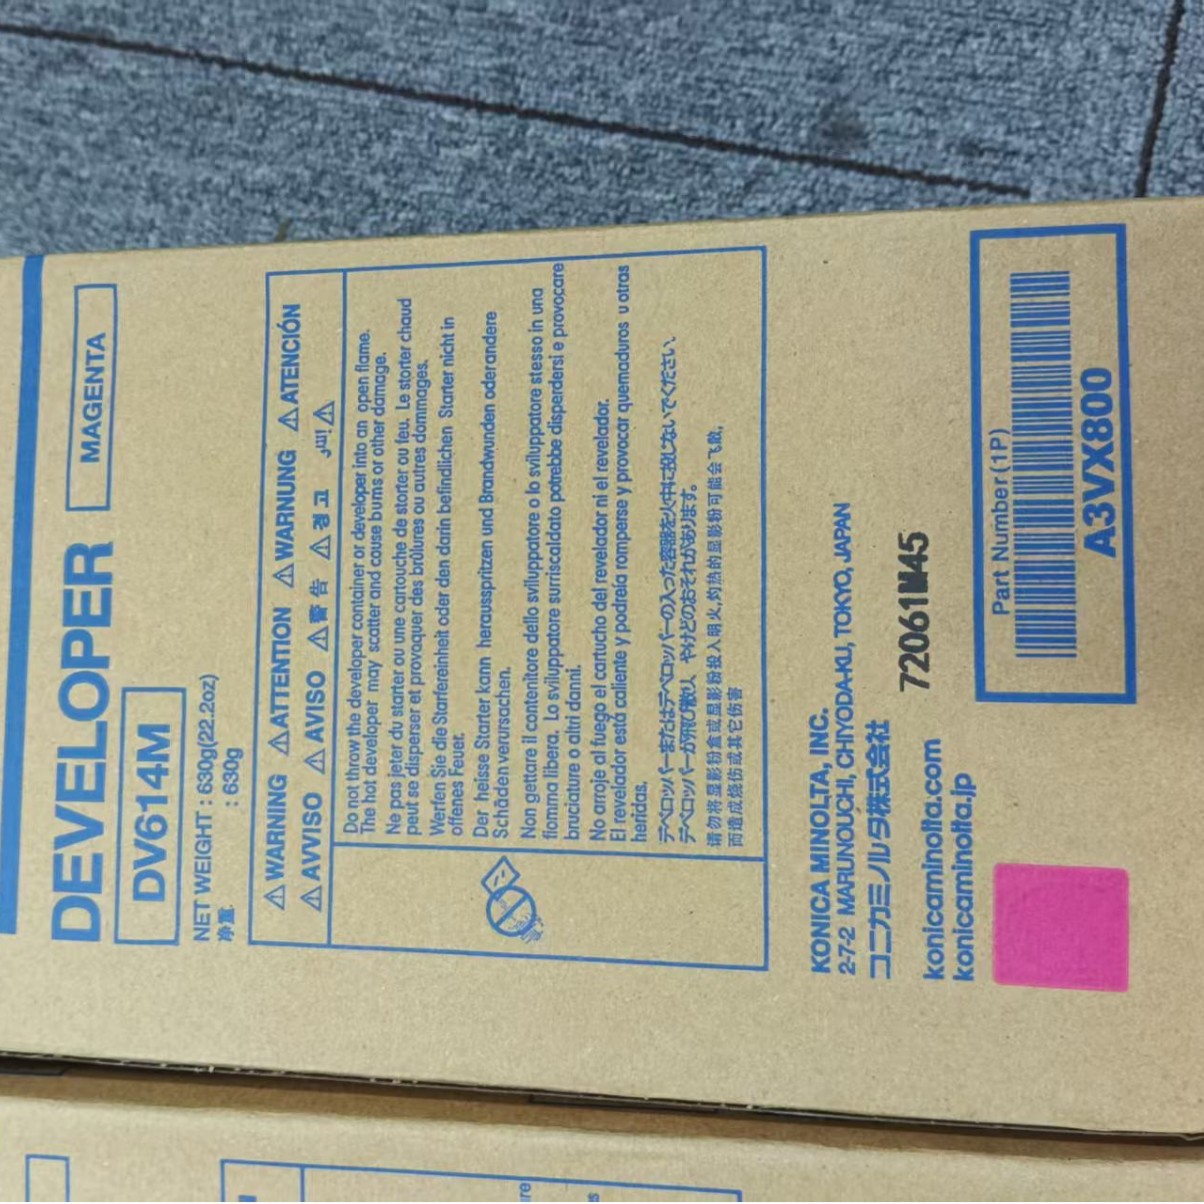 DEVELOPER
MAGENTA
DV614M
NET WEIGHT : 630g(22.2oz)
净重 : 630g
⚠WARNING ⚠ATTENTION ⚠WARNUNG ⚠ATENCIÓN
⚠AVVISO ⚠AVISO ⚠警告 ⚠경고
Do not throw the developer container or developer into an open flame.
The hot developer may scatter and cause burns or other damage.
Ne pas jeter du starter ou une cartouche de storter ou feu. Le storter chaud
peut se disperser et provoquer des brûlures ou autres dommages.
Werfen Sie die Starfereinheit oder den darin befindlichen Starter nicht in
offenes Feuer.
Der heisse Starter kann herausspritzen und Brandwunden oderandere
Schäden verursachen.
Non gettare il contenitore dello sviluppatore o lo sviluppatore stesso in una
fiamma libera. Lo sviluppatore surriscaldato potrebbe disperdersi e provocare
bruciature o altri danni.
No arroje al fuego el cartucho del revelador ni el revelador.
El revelador está caliente y podrela romperse y provocar quemaduros u otras
heridas.
デベロッパーまたはデベロッパーの入った容器を火中に投じないでください、
デベロッパーが飛び散り、やけどのおそれがあります。
请勿将显影粉盒或显影粉投入明火,灼热的显影粉可能会飞散,
而造成烧伤或其它伤害
KONICA MINOLTA, INC.
2-7-2 MARUNOUCHI, CHIYODA-KU, TOKYO, JAPAN
コニカミノルタ株式会社
72061M45
konicaminolta.com
konicaminolta.jp
Part Number (1P)
A3VX800